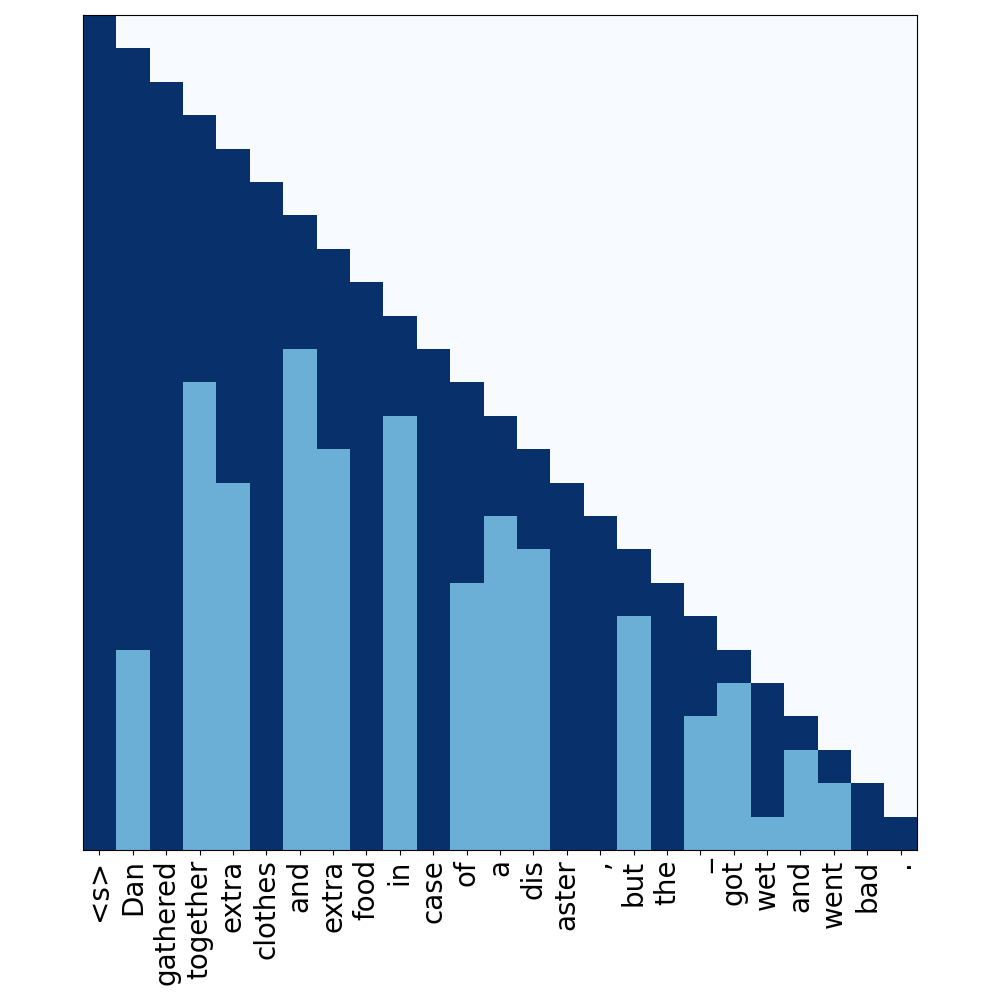 <s> Dan gathered together extra clothes and extra food in case of a dis aster , but the _ got wet and went bad .